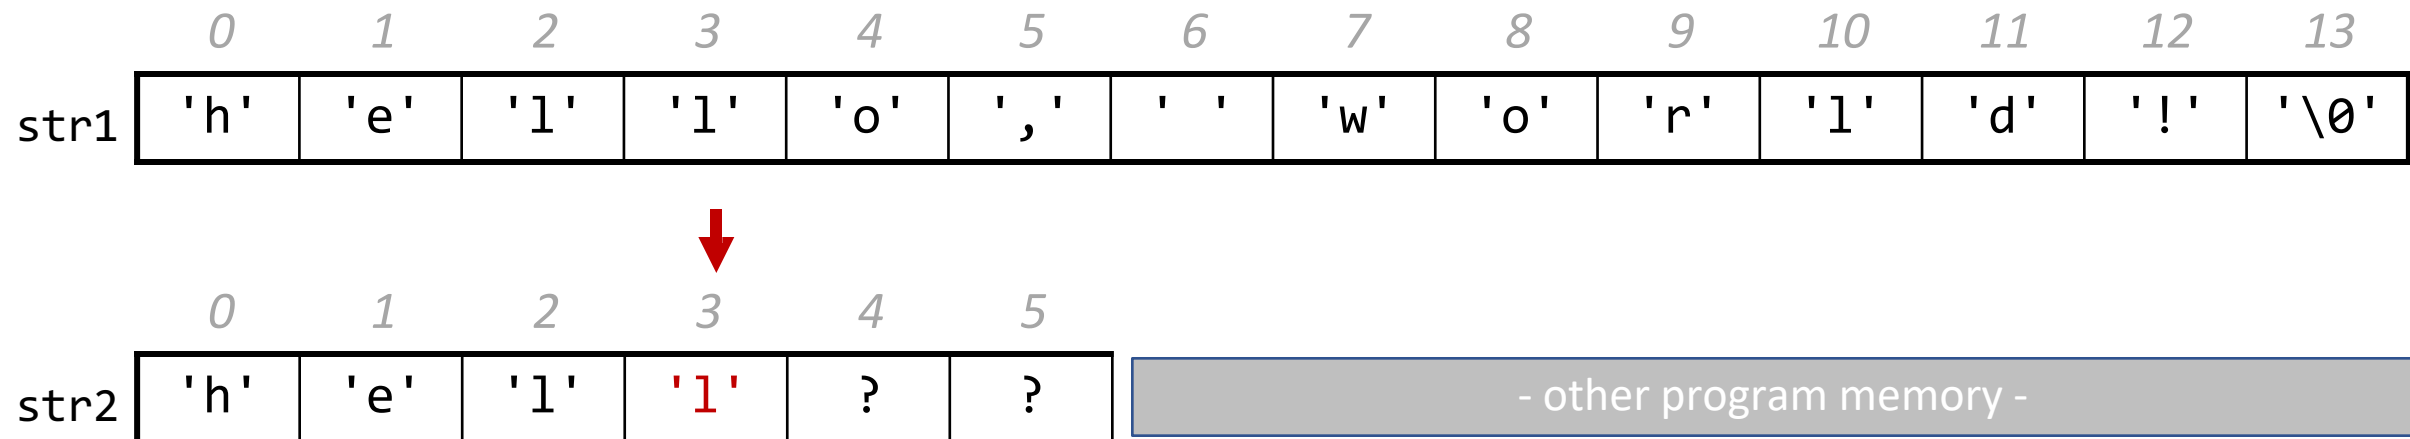 0 1 2 3 4 5 6 7 8 9 10 11 12 13
str1 'h' 'e' 'l' 'l' 'o' ',' ' ' 'w' 'o' 'r' 'l' 'd' '!' '\0'
0 1 2 3 4 5
str2 'h' 'e' 'l' 'l' ? ? - other program memory -